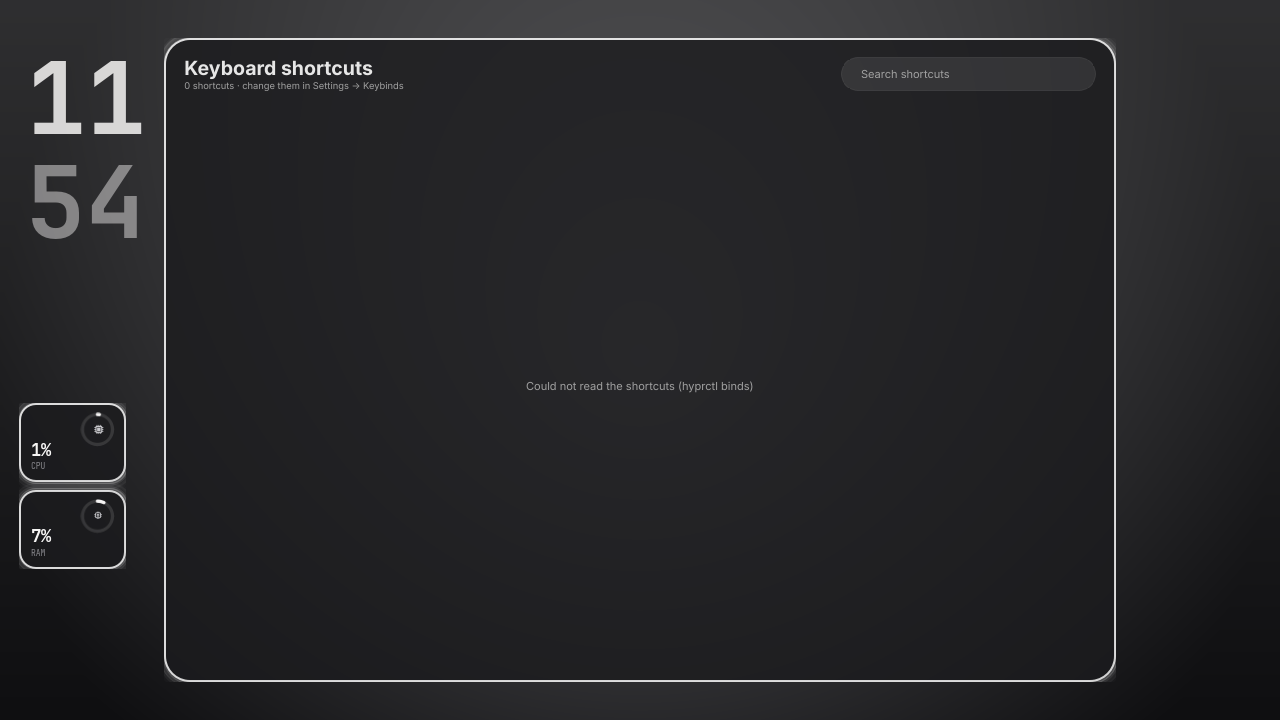 11
54
Keyboard shortcuts
0 shortcuts · change them in Settings → Keybinds
Search shortcuts
Could not read the shortcuts (hyprctl binds)
1%
CPU
7%
RAM